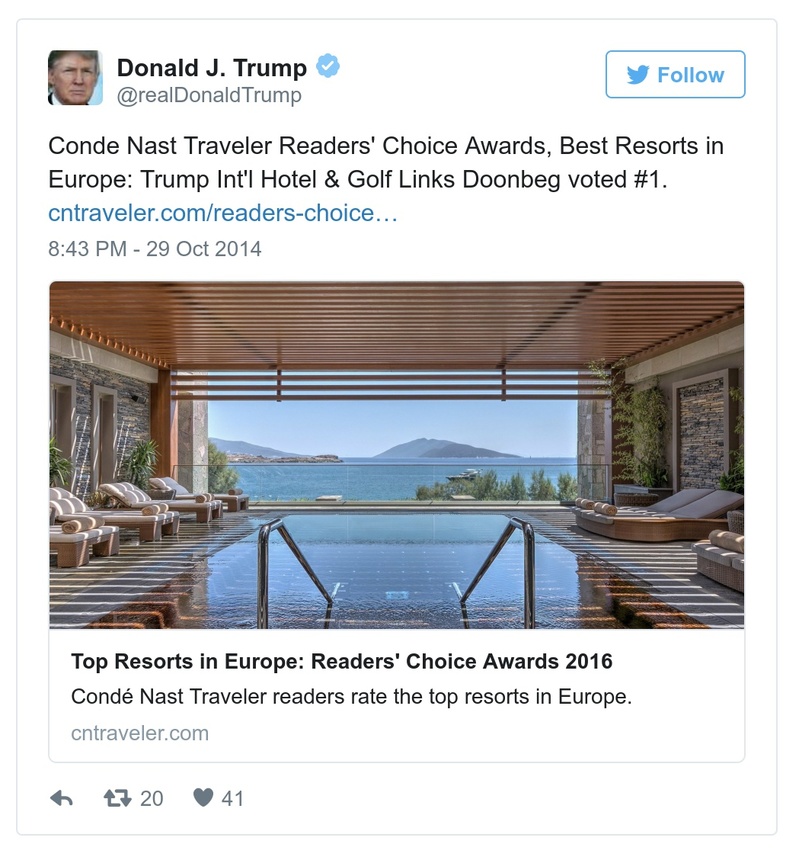 Donald J. Trump
@realDonaldTrump
Follow
Conde Nast Traveler Readers' Choice Awards, Best Resorts in
Europe: Trump Int'l Hotel & Golf Links Doonbeg voted #1.
cntraveler.com/readers-choice…
8:43 PM - 29 Oct 2014
Top Resorts in Europe: Readers' Choice Awards 2016
Condé Nast Traveler readers rate the top resorts in Europe.
cntraveler.com
20
41